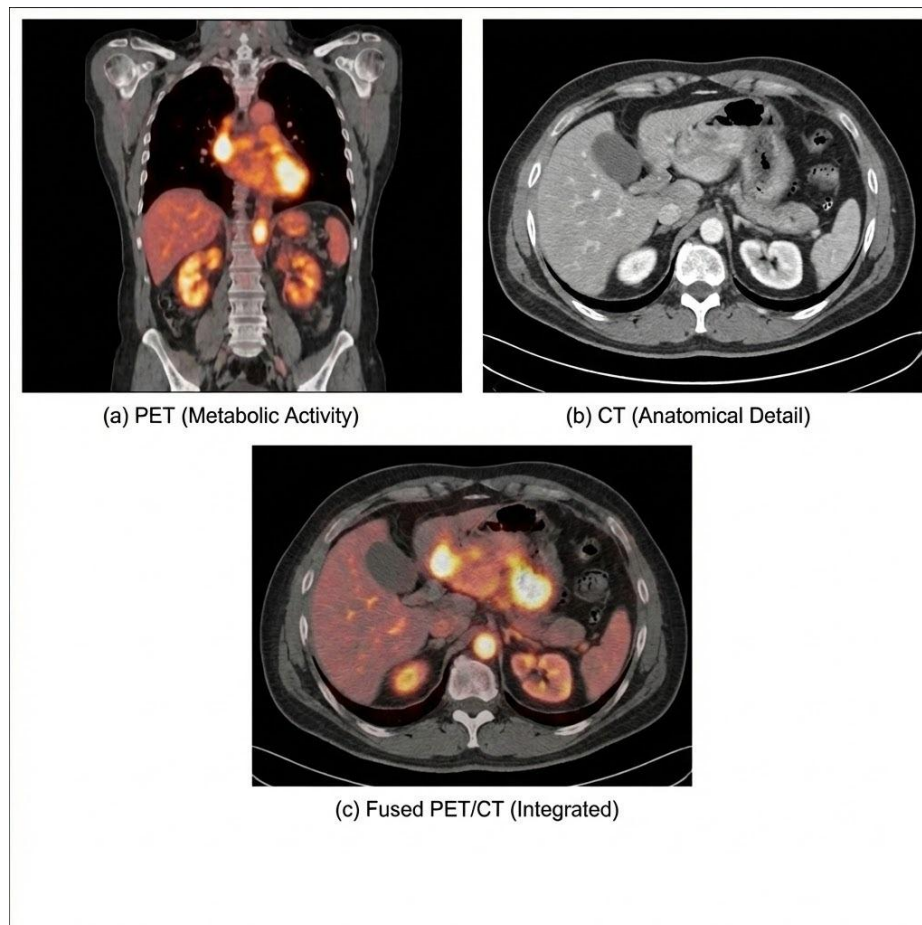 (a) PET (Metabolic Activity)
(b) CT (Anatomical Detail)
(c) Fused PET/CT (Integrated)